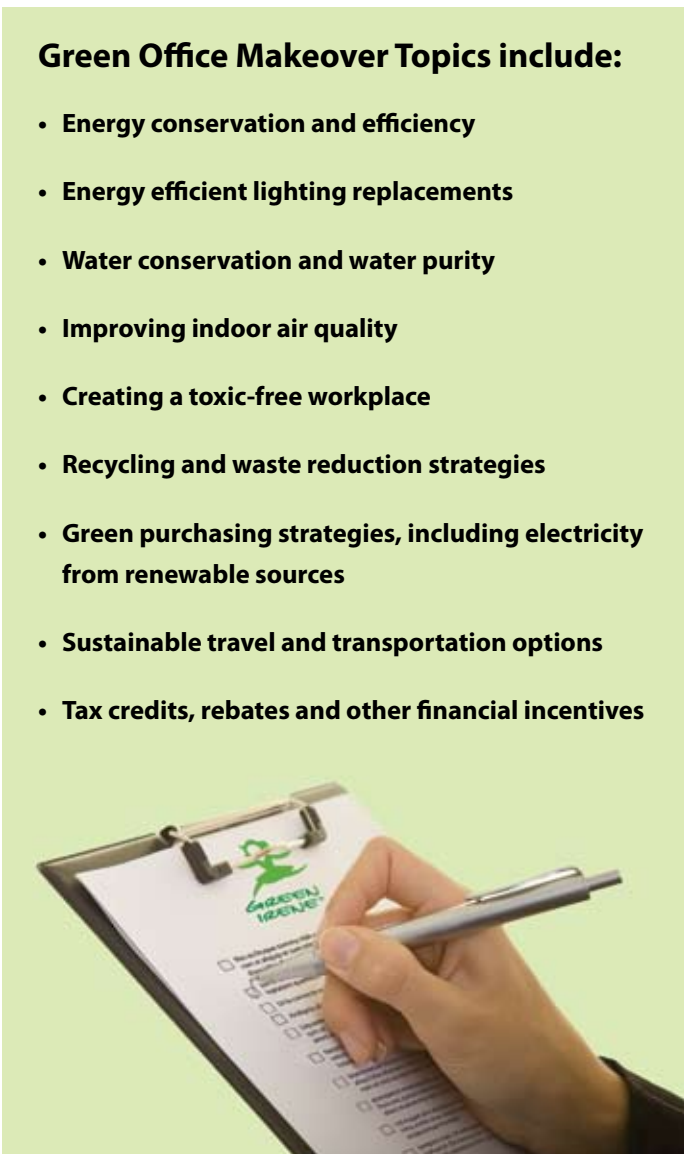 Green Office Makeover Topics include:
• Energy conservation and efficiency
• Energy efficient lighting replacements
• Water conservation and water purity
• Improving indoor air quality
• Creating a toxic-free workplace
• Recycling and waste reduction strategies
• Green purchasing strategies, including electricity
from renewable sources
• Sustainable travel and transportation options
• Tax credits, rebates and other financial incentives
GREEN
IRENE